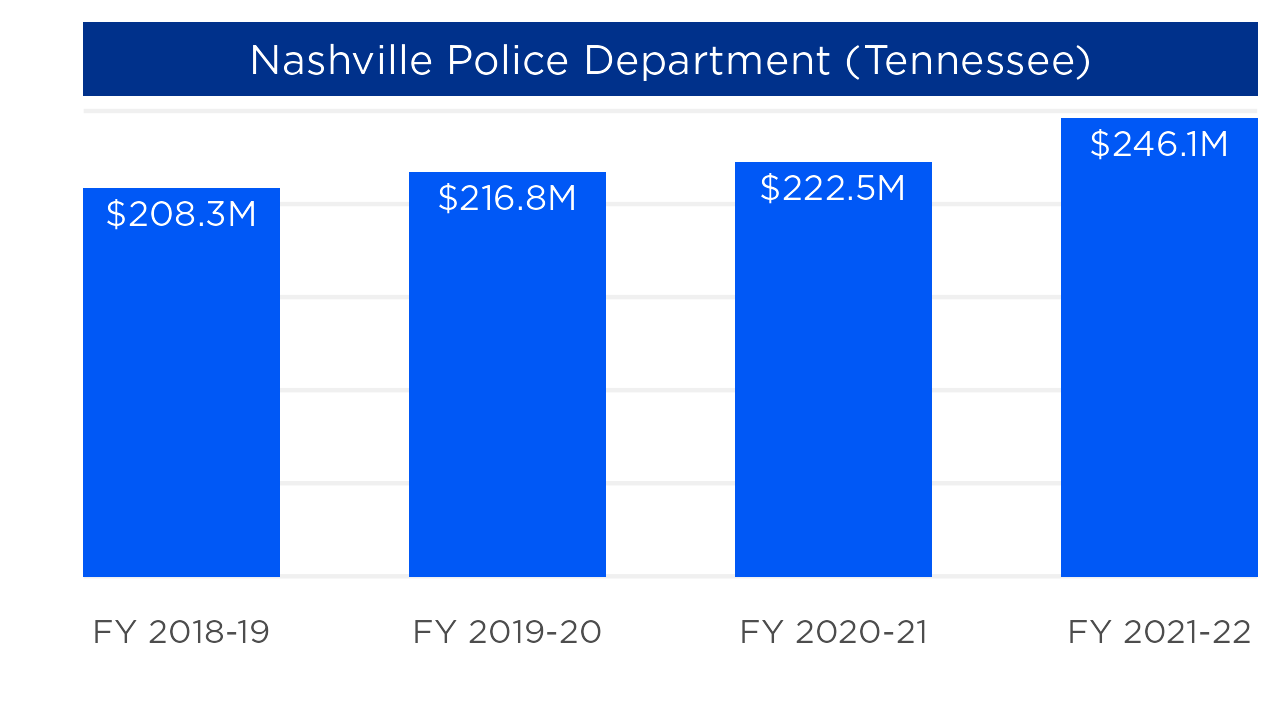 Nashville Police Department (Tennessee)
$208.3M
$216.8M
$222.5M
$246.1M
FY 2018-19
FY 2019-20
FY 2020-21
FY 2021-22